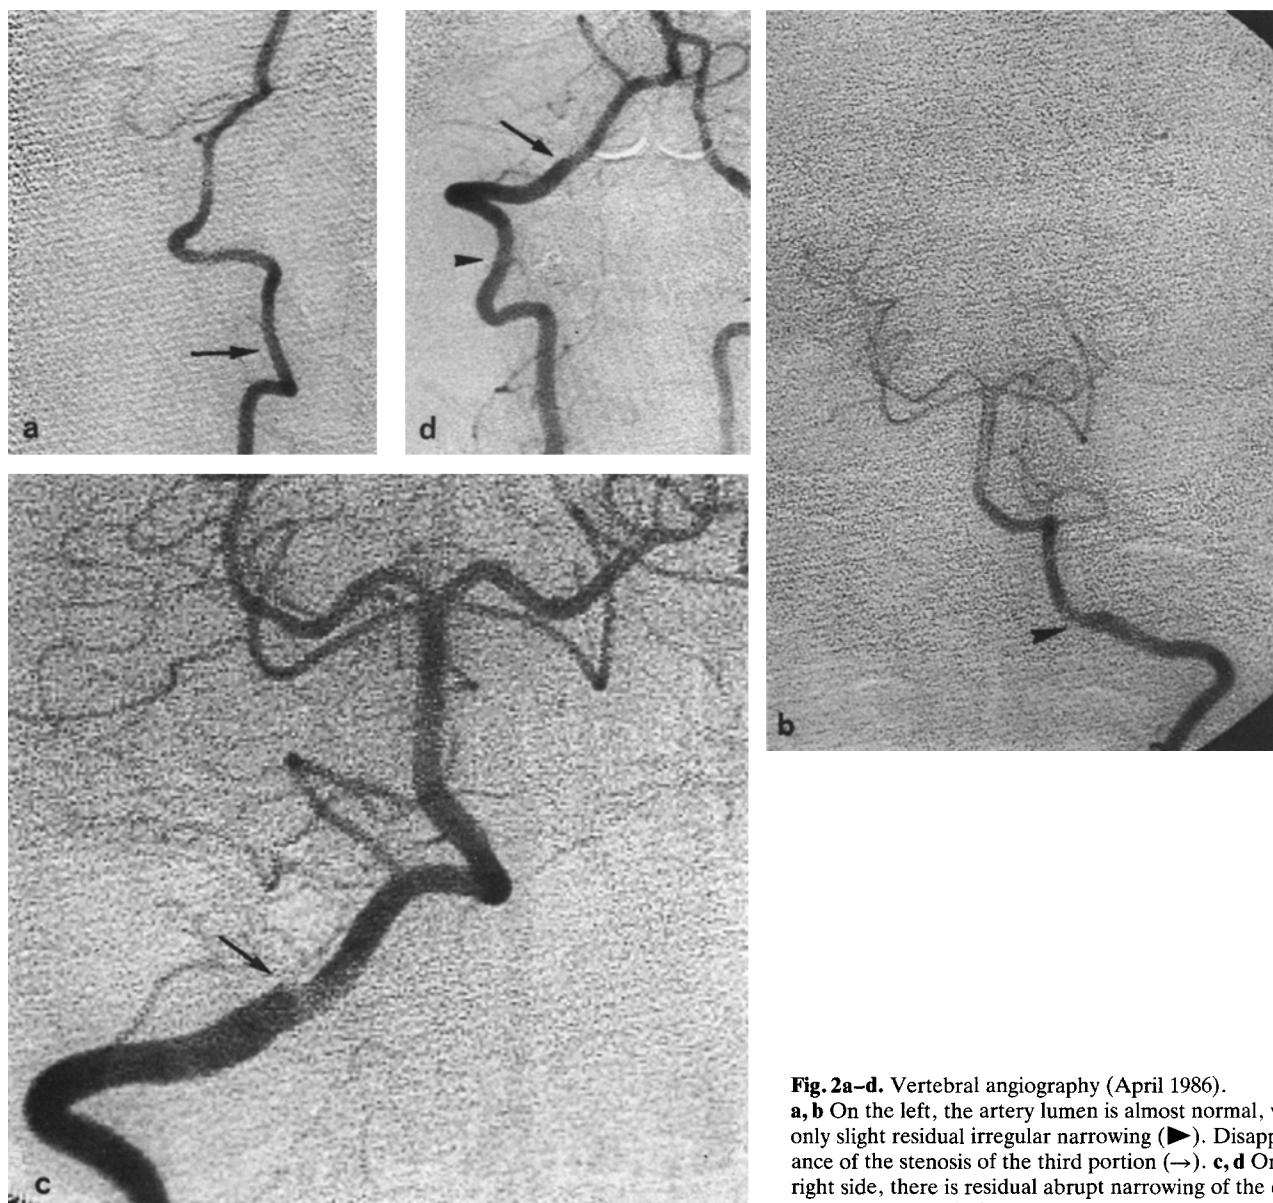 a
d
b
c
Fig. 2a–d. Vertebral angiography (April 1986).
a, b On the left, the artery lumen is almost normal,
only slight residual irregular narrowing (►). Disapp
ance of the stenosis of the third portion (→). c, d O
right side, there is residual abrupt narrowing of the